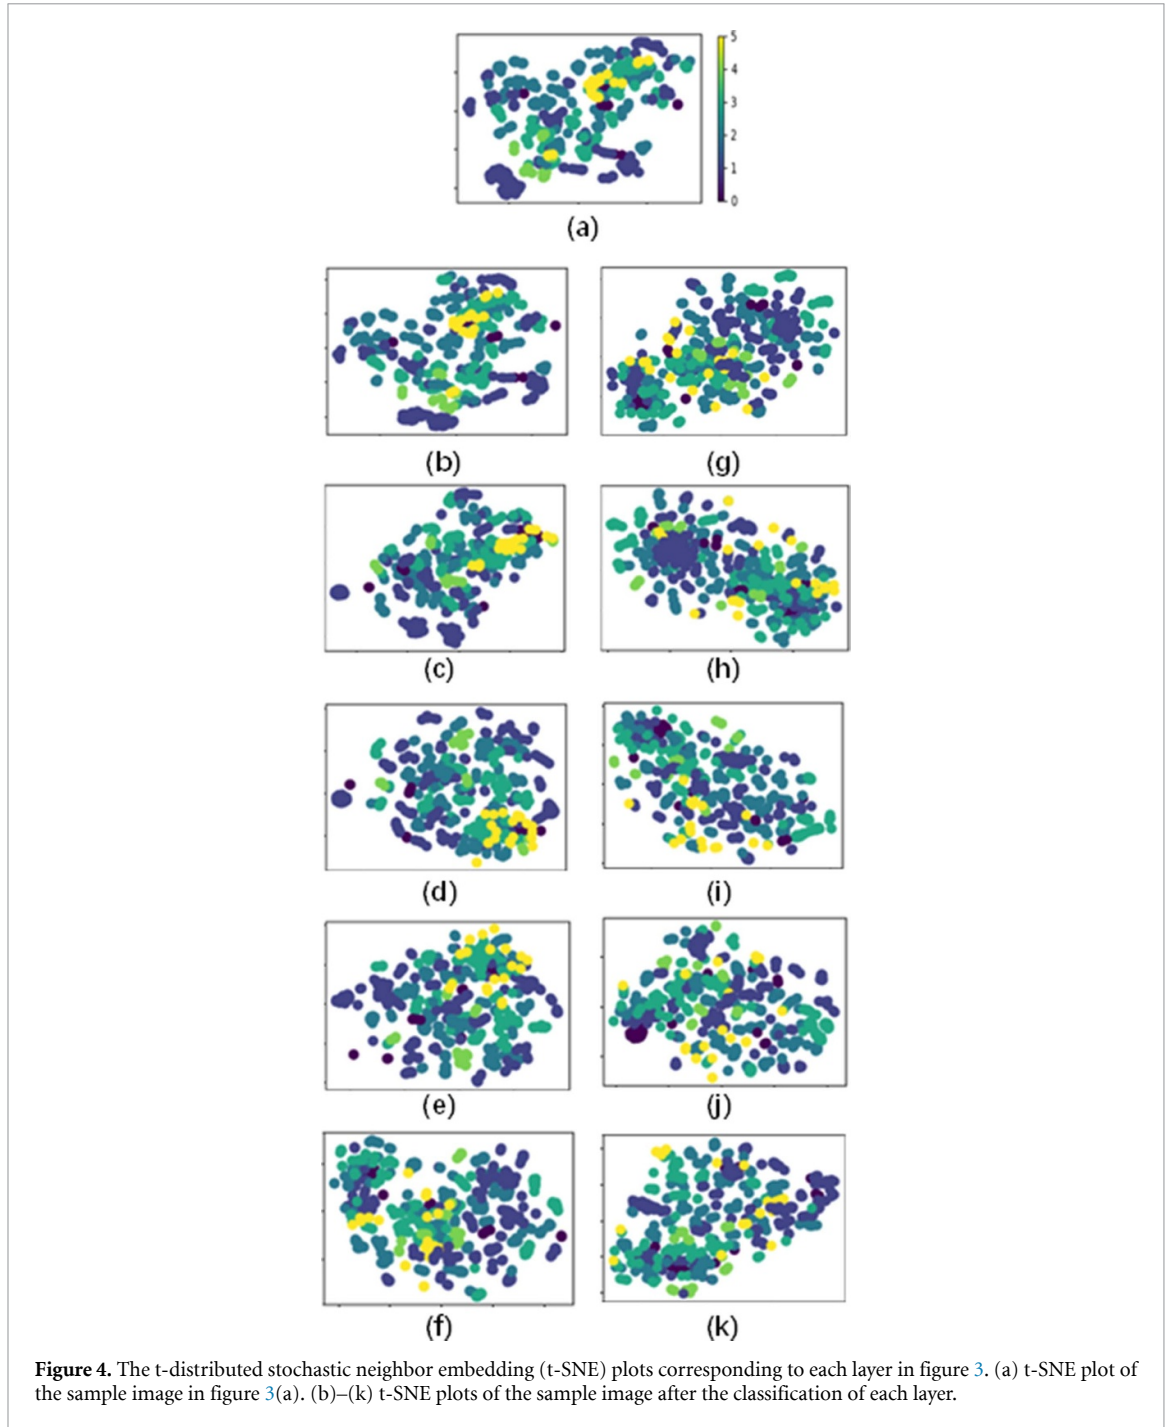 5
4
3
2
1
0
(a)
(b)
(g)
(c)
(h)
(d)
(i)
(e)
(j)
(f)
(k)
Figure 4. The t-distributed stochastic neighbor embedding (t-SNE) plots corresponding to each layer in figure 3. (a) t-SNE plot of
the sample image in figure 3(a). (b)–(k) t-SNE plots of the sample image after the classification of each layer.